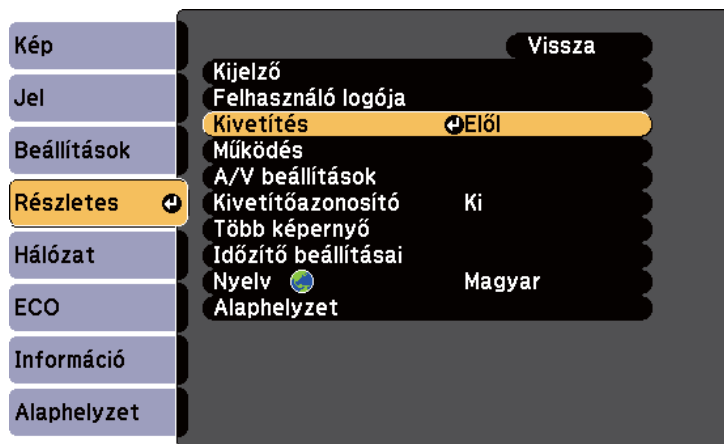 Kép
Jel
Beállítások
Részletes
Hálózat
ECO
Információ
Alaphelyzet
Vissza
Kijelző
Felhasználó logója
Kivetítés Elől
Működés
A/V beállítások
Kivetítőazonosító Ki
Több képernyő
Időzítő beállításai
Nyelv Magyar
Alaphelyzet